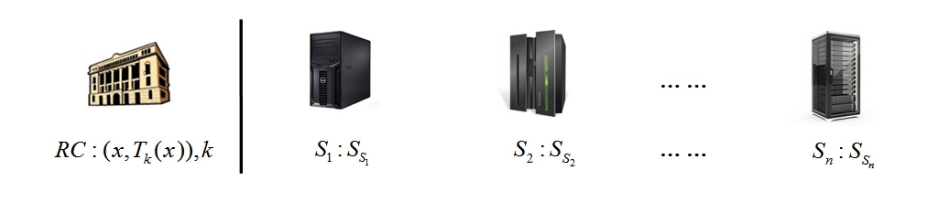 ... ...
RC : (x, T_k(x)), k S_1 : S_{S_1} S_2 : S_{S_2} ... ... S_n : S_{S_n}